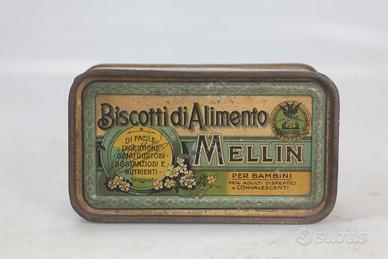 Biscotti di Alimento
MELLIN
DI FACILE
DIGESTIONE
SONO GUSTOSI
SOSTANZIOSI E
NUTRIENTI
PER BAMBINI
PER ADULTI DISPEPTICI
E CONVALESCENTI
subito